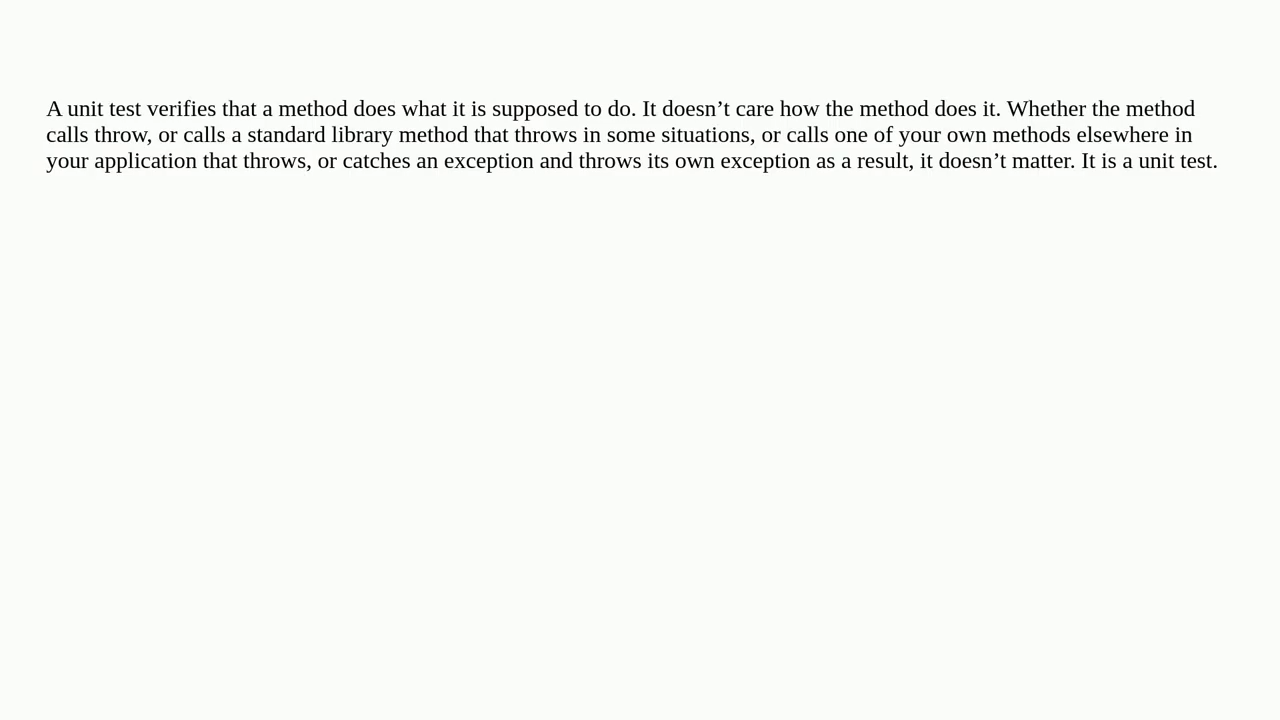 A unit test verifies that a method does what it is supposed to do. It doesn’t care how the method does it. Whether the method
calls throw, or calls a standard library method that throws in some situations, or calls one of your own methods elsewhere in
your application that throws, or catches an exception and throws its own exception as a result, it doesn’t matter. It is a unit test.